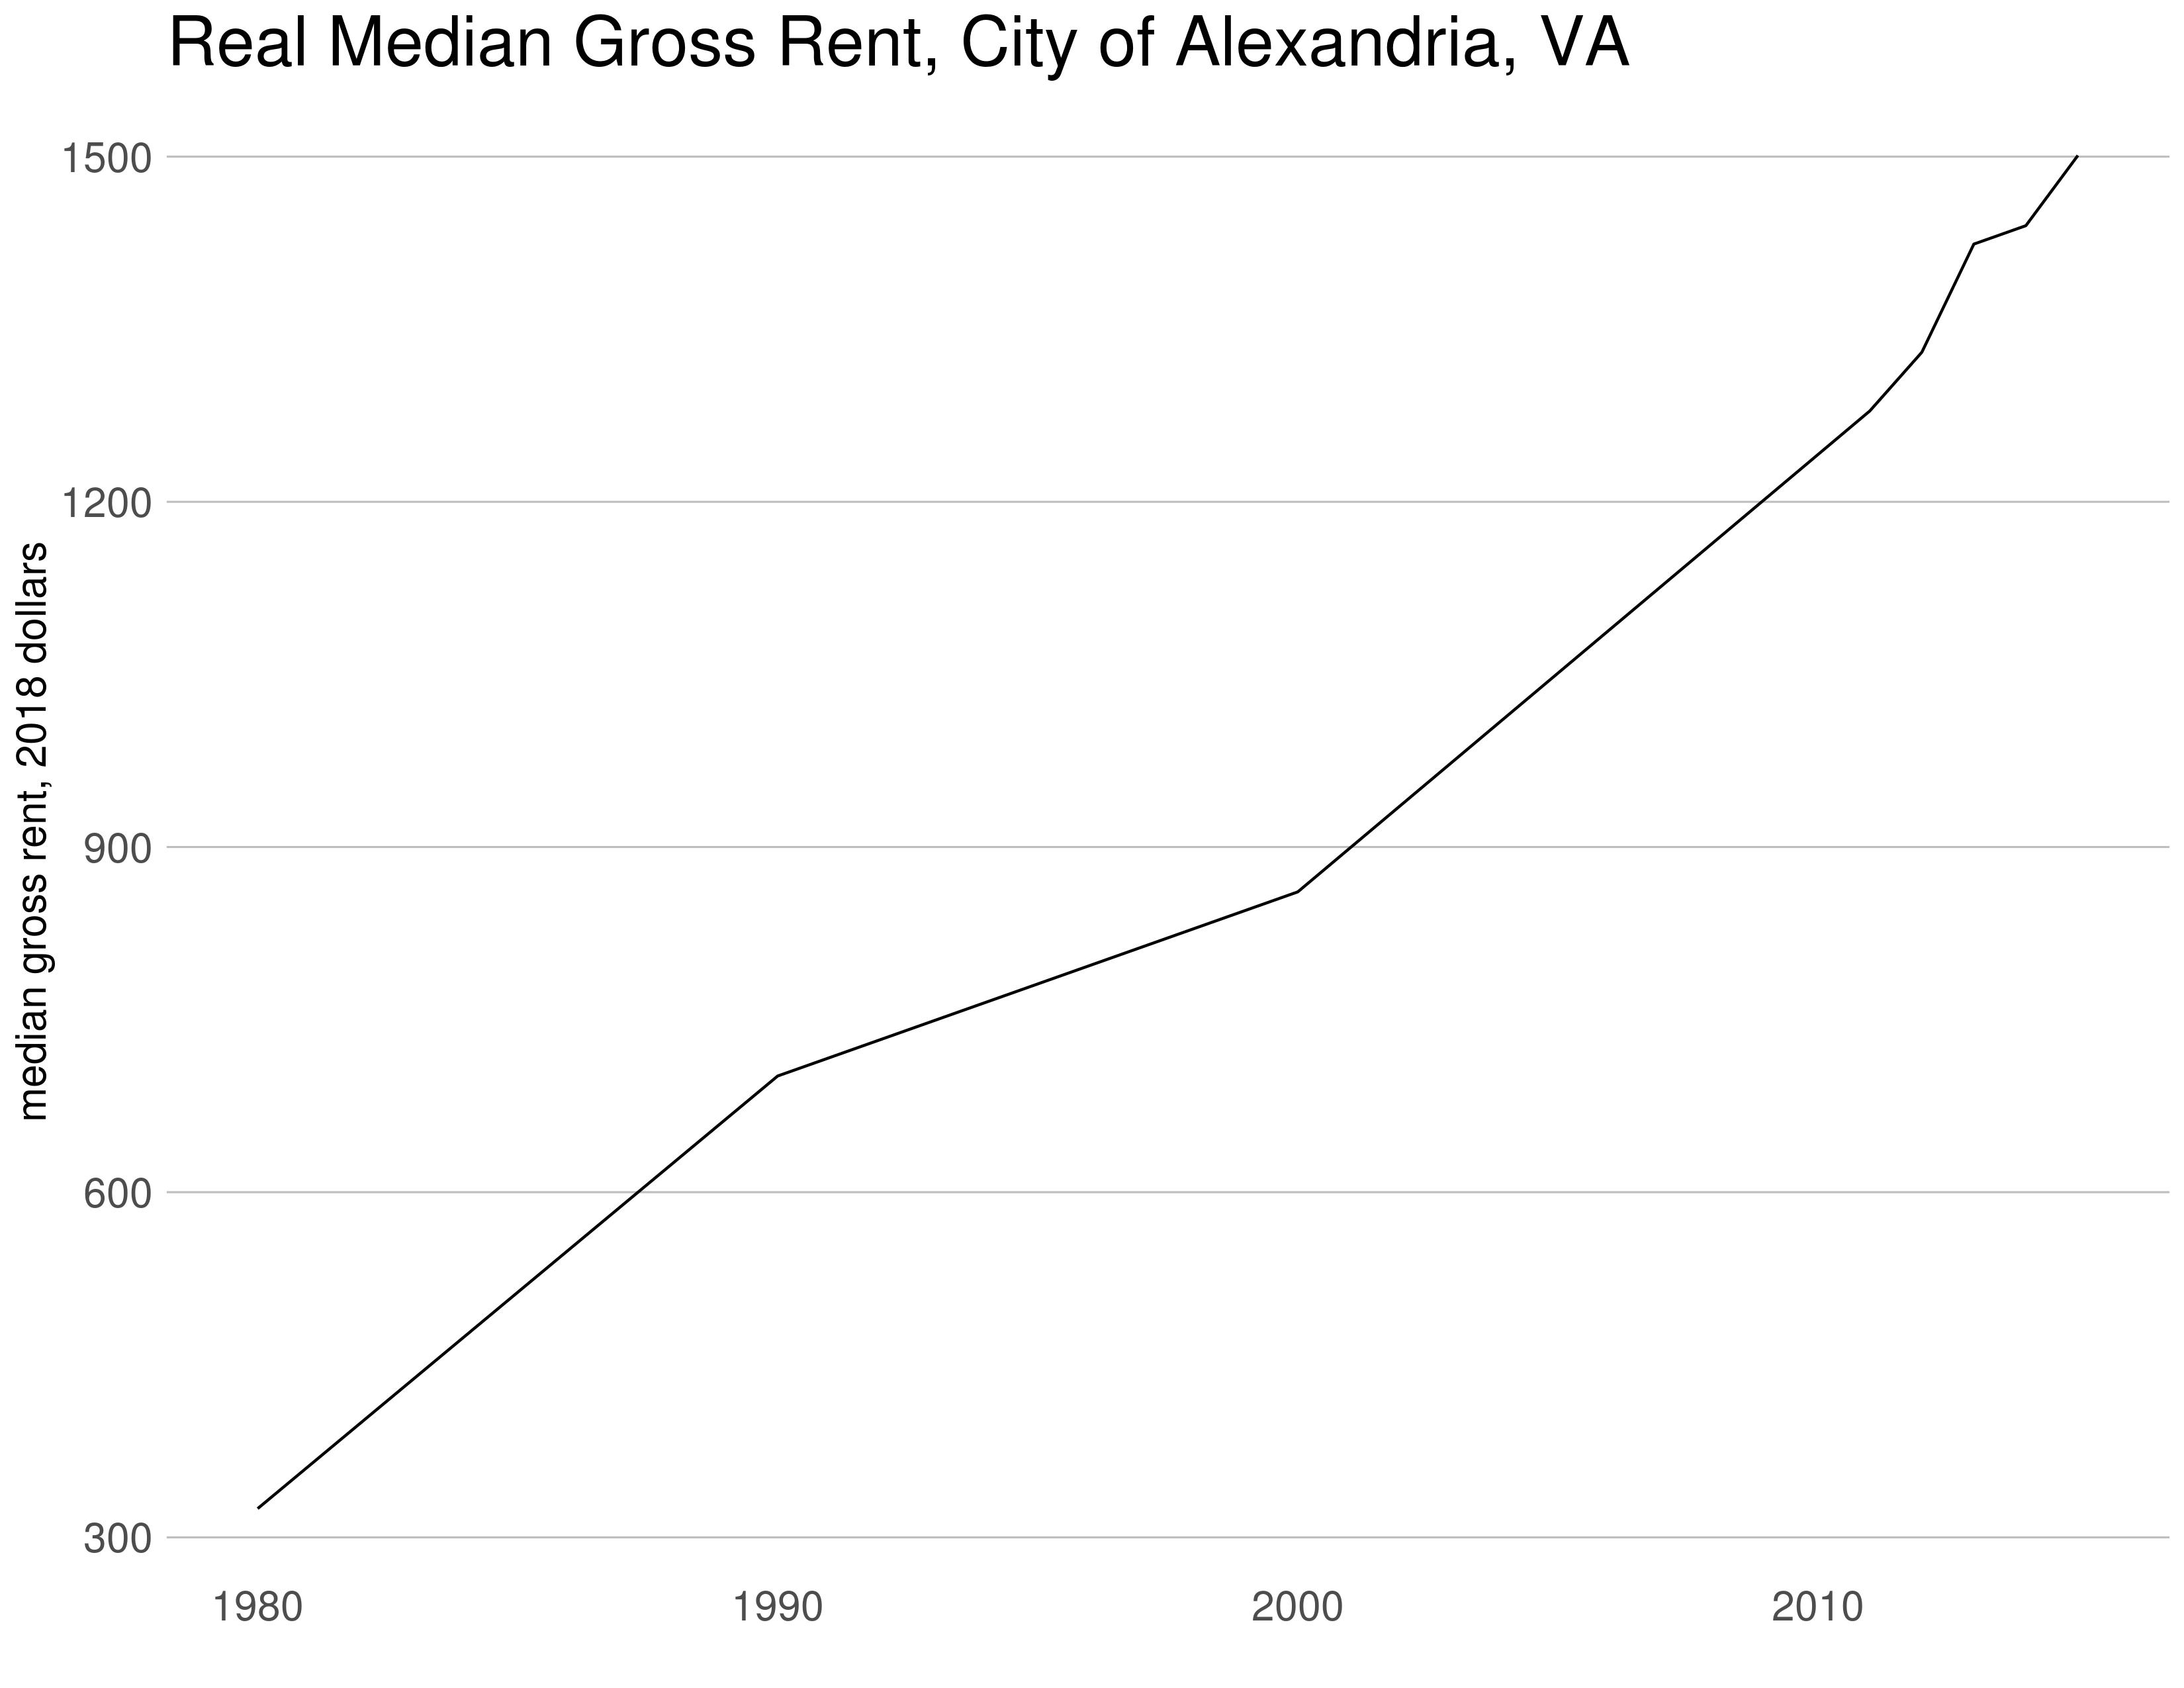 Real Median Gross Rent, City of Alexandria, VA
median gross rent, 2018 dollars
1500
1200
900
600
300
1980 1990 2000 2010